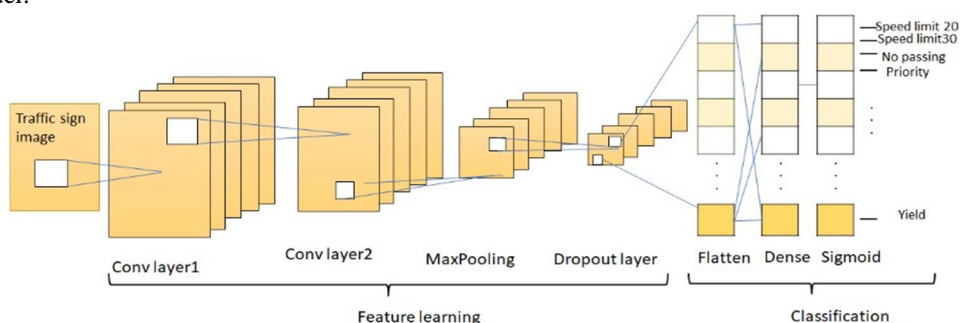 Traffic sign
image
Speed limit 20
Speed limit30
No passing
Priority
Yield
Conv layer1
Conv layer2
MaxPooling
Dropout layer
Flatten
Dense
Sigmoid
Feature learning
Classification